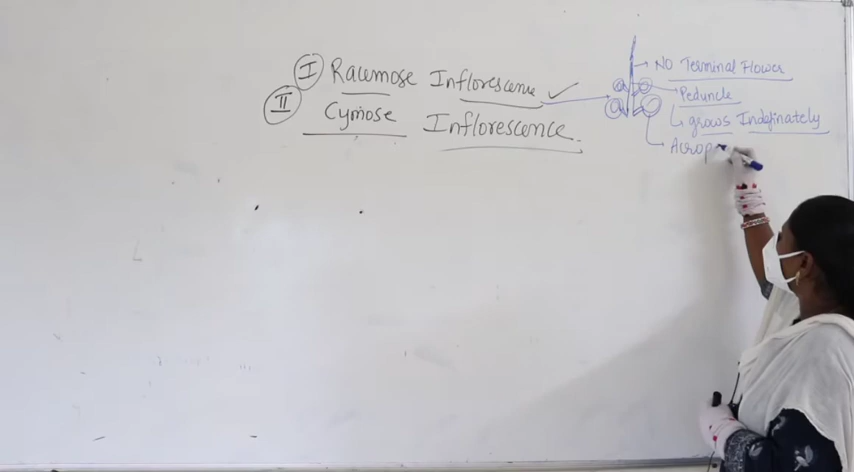 I Racemose Inflorescence
II Cymose Inflorescence
No Terminal Flower
Peduncle
grows Indefinately
Acrop